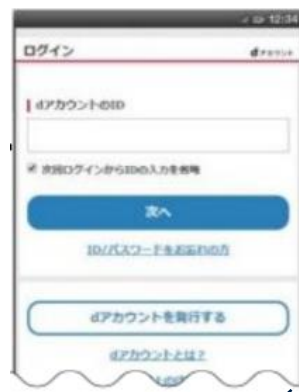 12:34
ログイン
dアカウント
dアカウントのID
次回ログインからIDの入力を省略
次へ
ID/パスワードをお忘れの方
dアカウントを発行する
dアカウントとは？